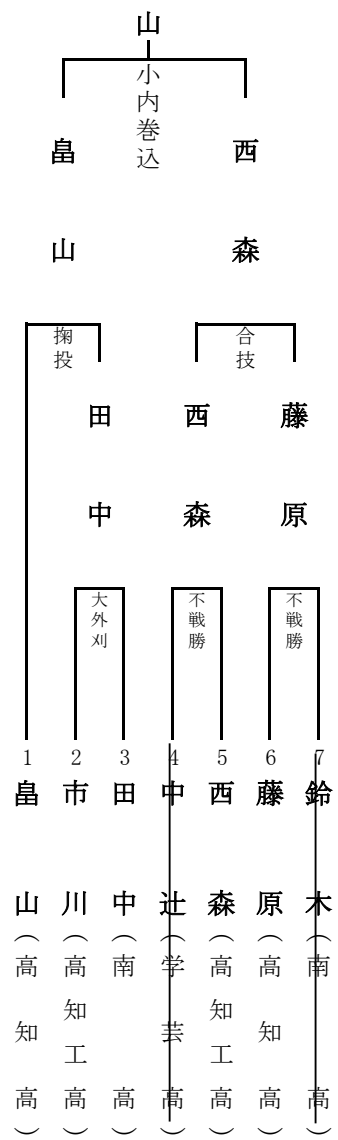 山
小内巻込
畠山
西森
掬投
合技
田中
西森
藤原
大外刈
不戦勝
不戦勝
1 畠山（高知高）
2 市川（高知工高）
3 田中（南高）
4 中辻（学芸高）
5 西森（高知工高）
6 藤原（高知高）
7 鈴木（南高）